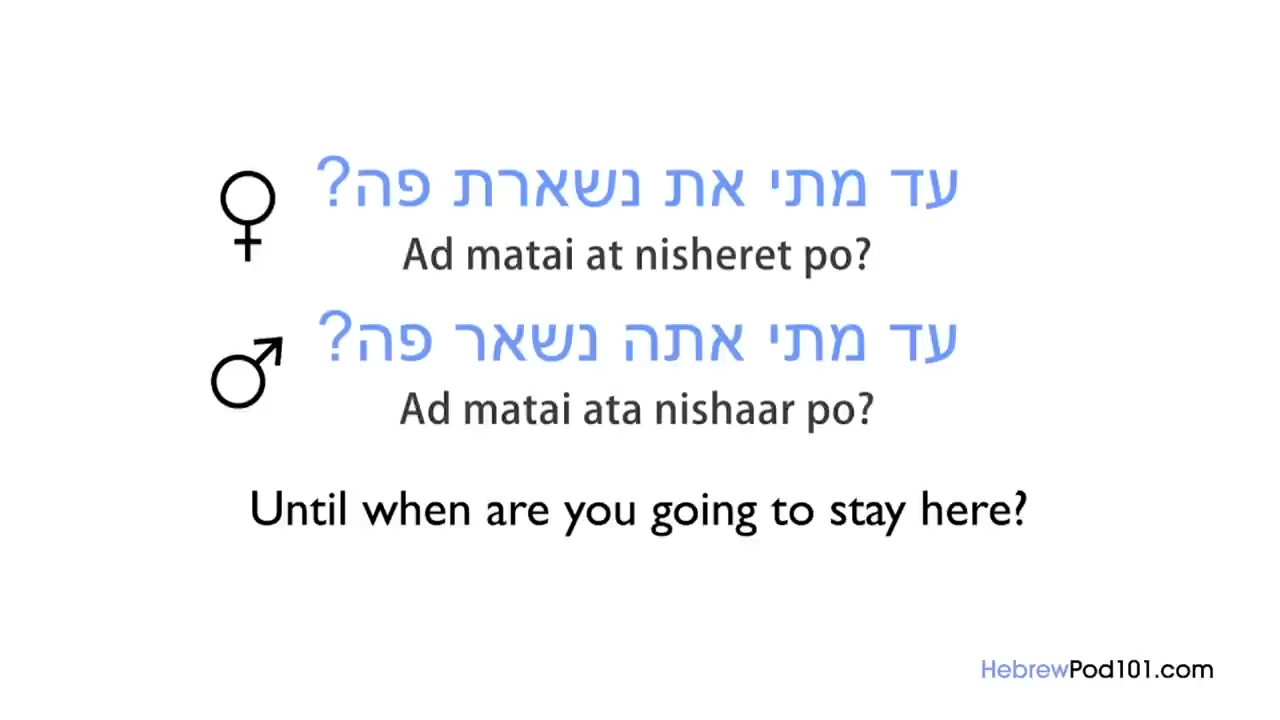 עד מתי את נשארת פה?
Ad matai at nisheret po?
עד מתי אתה נשאר פה?
Ad matai ata nishaar po?
Until when are you going to stay here?
HebrewPod101.com